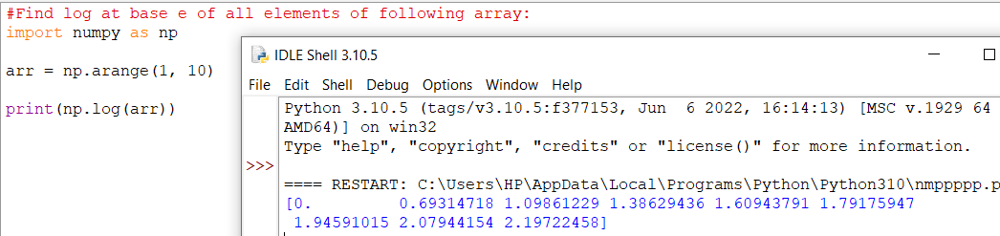 #Find log at base e of all elements of following array:
import numpy as np
arr = np.arange(1, 10)
print(np.log(arr))
IDLE Shell 3.10.5
File Edit Shell Debug Options Window Help
Python 3.10.5 (tags/v3.10.5:f377153, Jun  6 2022, 16:14:13) [MSC v.1929 64
AMD64)] on win32
Type "help", "copyright", "credits" or "license()" for more information.
>>>
==== RESTART: C:\Users\HP\AppData\Local\Programs\Python\Python310\nmppppp.p
[0.         0.69314718 1.09861229 1.38629436 1.60943791 1.79175947
 1.94591015 2.07944154 2.19722458]